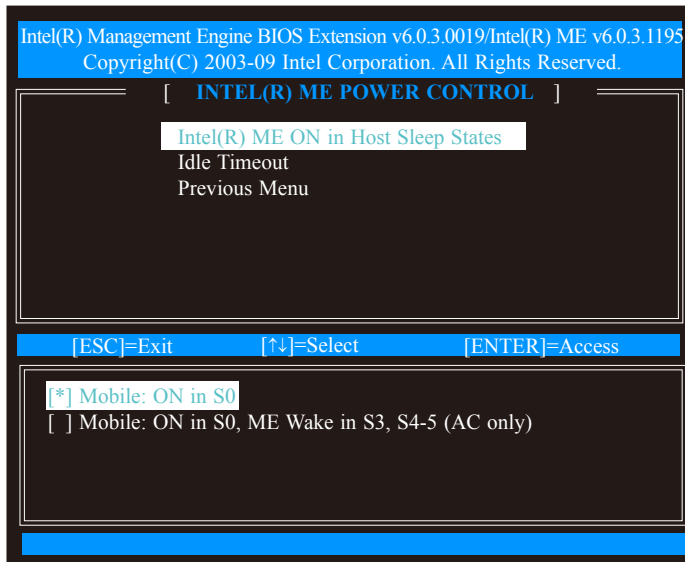 Intel(R) Management Engine BIOS Extension v6.0.3.0019/Intel(R) ME v6.0.3.1195
Copyright(C) 2003-09 Intel Corporation. All Rights Reserved.
[ INTEL(R) ME POWER CONTROL ]
Intel(R) ME ON in Host Sleep States
Idle Timeout
Previous Menu
[ESC]=Exit [↑↓]=Select [ENTER]=Access
[*] Mobile: ON in S0
[ ] Mobile: ON in S0, ME Wake in S3, S4-5 (AC only)